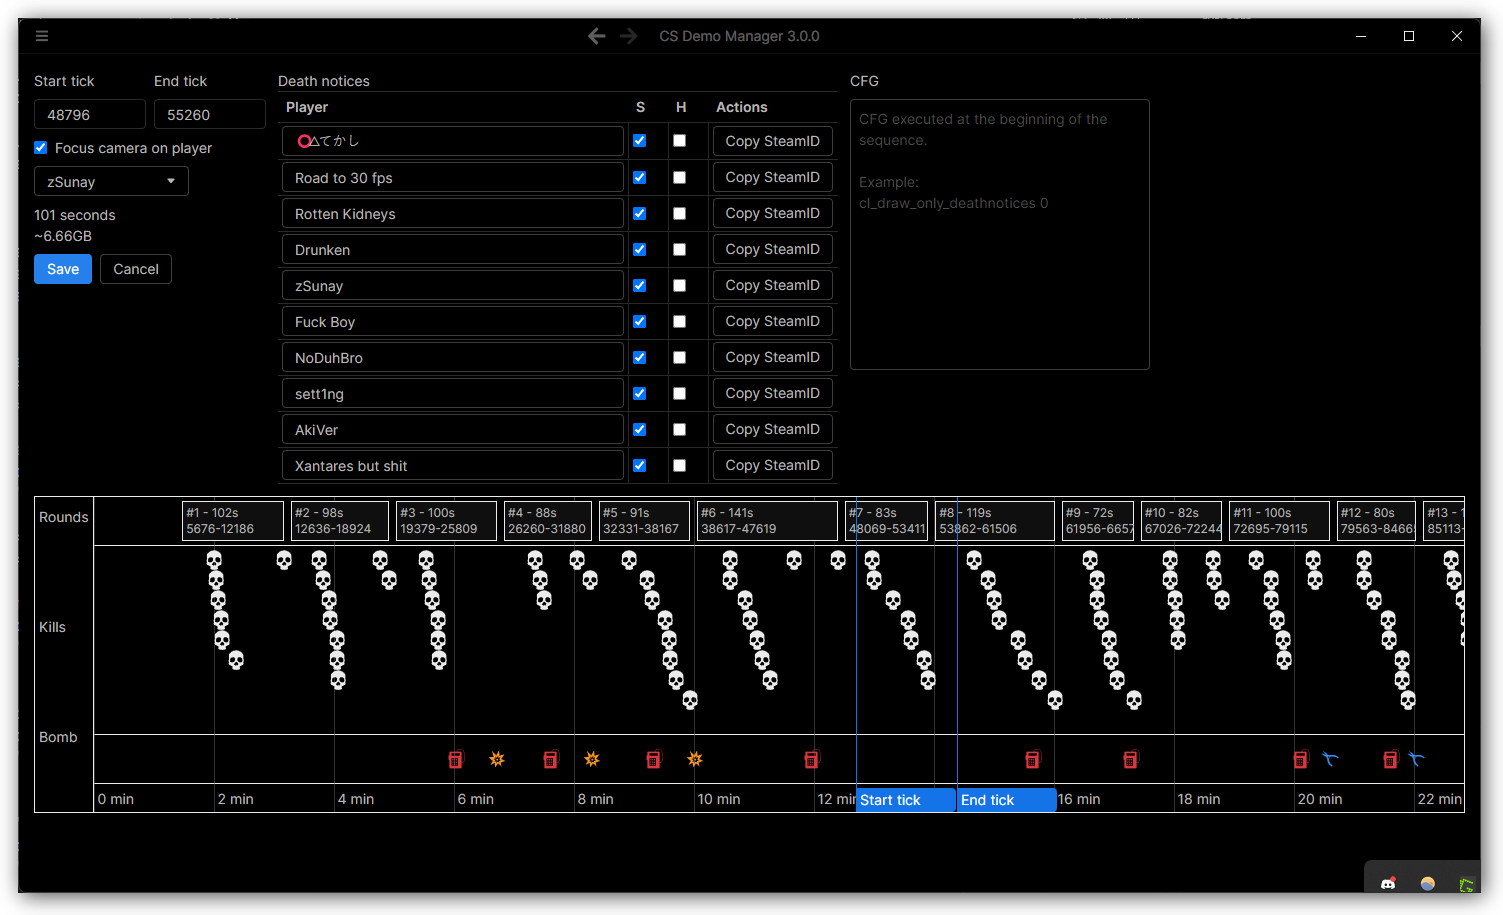 CS Demo Manager 3.0.0
Start tick
End tick
Death notices
CFG
48796
55260
Player
S
H
Actions
CFG executed at the beginning of the
sequence.
Example:
cl_draw_only_deathnotices 0
Focus camera on player
zSunay
101 seconds
~6.66GB
Save
Cancel
⭕△てかし
Copy SteamID
Road to 30 fps
Copy SteamID
Rotten Kidneys
Copy SteamID
Drunken
Copy SteamID
zSunay
Copy SteamID
Fuck Boy
Copy SteamID
NoDuhBro
Copy SteamID
sett1ng
Copy SteamID
AkiVer
Copy SteamID
Xantares but shit
Copy SteamID
Rounds
#1 - 102s
5676-12186
#2 - 98s
12636-18924
#3 - 100s
19379-25809
#4 - 88s
26260-31880
#5 - 91s
32331-38167
#6 - 141s
38617-47619
#7 - 83s
48069-53411
#8 - 119s
53862-61506
#9 - 72s
61956-6657
#10 - 82s
67026-72244
#11 - 100s
72695-79115
#12 - 80s
79563-8466
#13 - 1
85113-
Kills
Bomb
0 min
2 min
4 min
6 min
8 min
10 min
12 min
Start tick
End tick
16 min
18 min
20 min
22 min